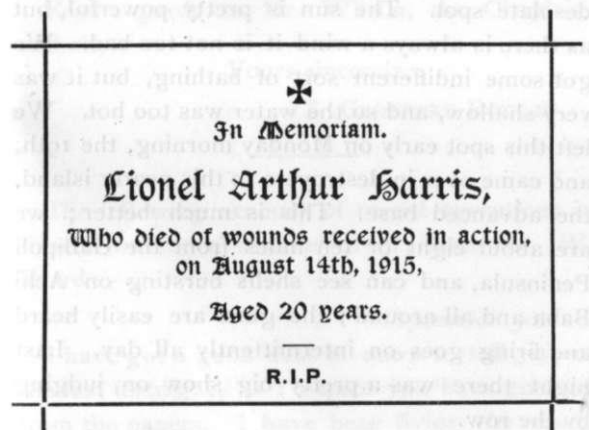 ✠
In Memoriam.
Lionel Arthur Harris,
Who died of wounds received in action,
on August 14th, 1915,
Aged 20 years.
R.I.P.